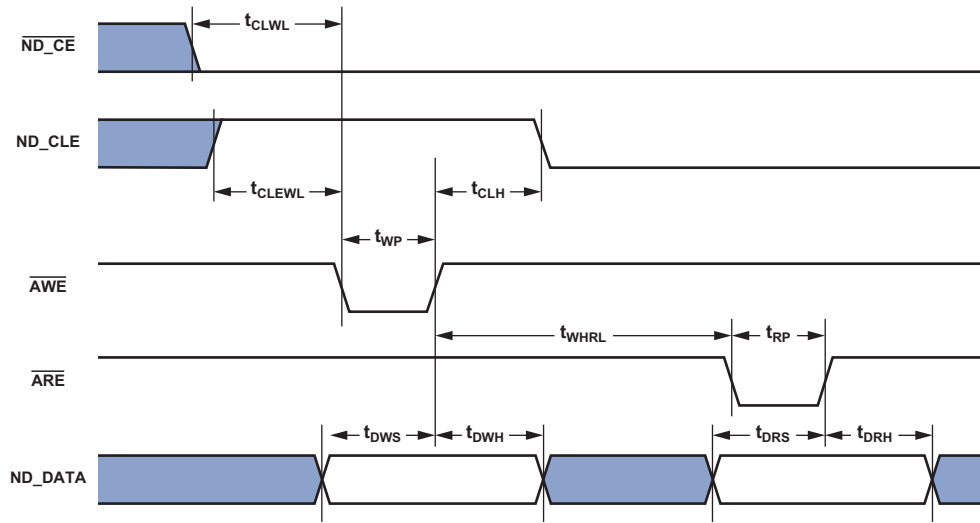 tCLWL
ND_CE
ND_CLE
tCLEWL
tCLH
tWP
AWE
tWHRL
tRP
ARE
tDWS
tDWH
tDRS
tDRH
ND_DATA